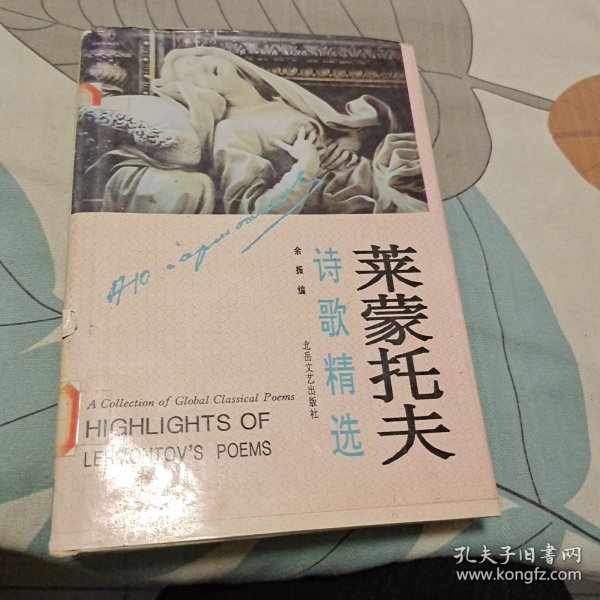 莱蒙托夫
诗歌精选
余振编
北岳文艺出版社
A Collection of Global Classical Poems
HIGHLIGHTS OF
LERMONTOV'S POEMS
孔夫子旧书网
www.kongfz.com